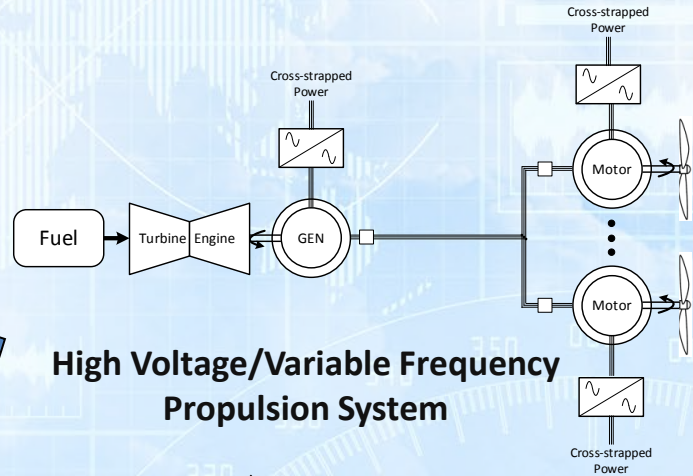 Cross-strapped
Power
Cross-strapped
Power
Motor
Fuel
Turbine Engine
GEN
Motor
High Voltage/Variable Frequency
Propulsion System
Cross-strapped
Power